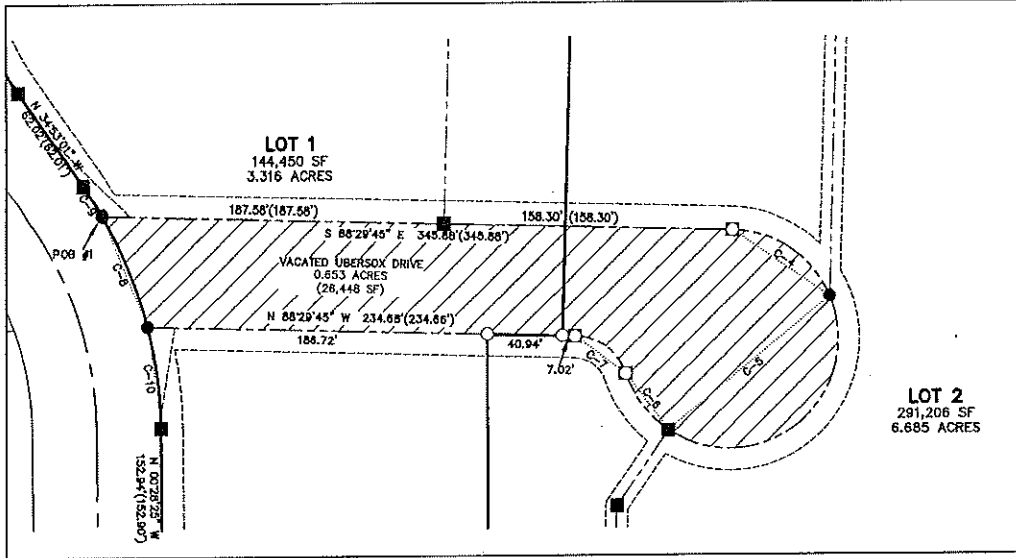 N 34°53'01" W
62.02'(62.01')
LOT 1
144,450 SF
3.316 ACRES
C-9
187.58'(187.58')
158.30' (158.30')
S 88°29'45" E 345.88'(345.88')
POB #1
C-8
VACATED UBERSOX DRIVE
0.653 ACRES
(28,448 SF)
C-4
N 88°29'45" W 234.68'(234.66')
186.72'
40.94'
7.02'
C-7
C-5
C-6
C-10
LOT 2
291,206 SF
6.685 ACRES
N 00°28'25" W
152.94'(152.90')